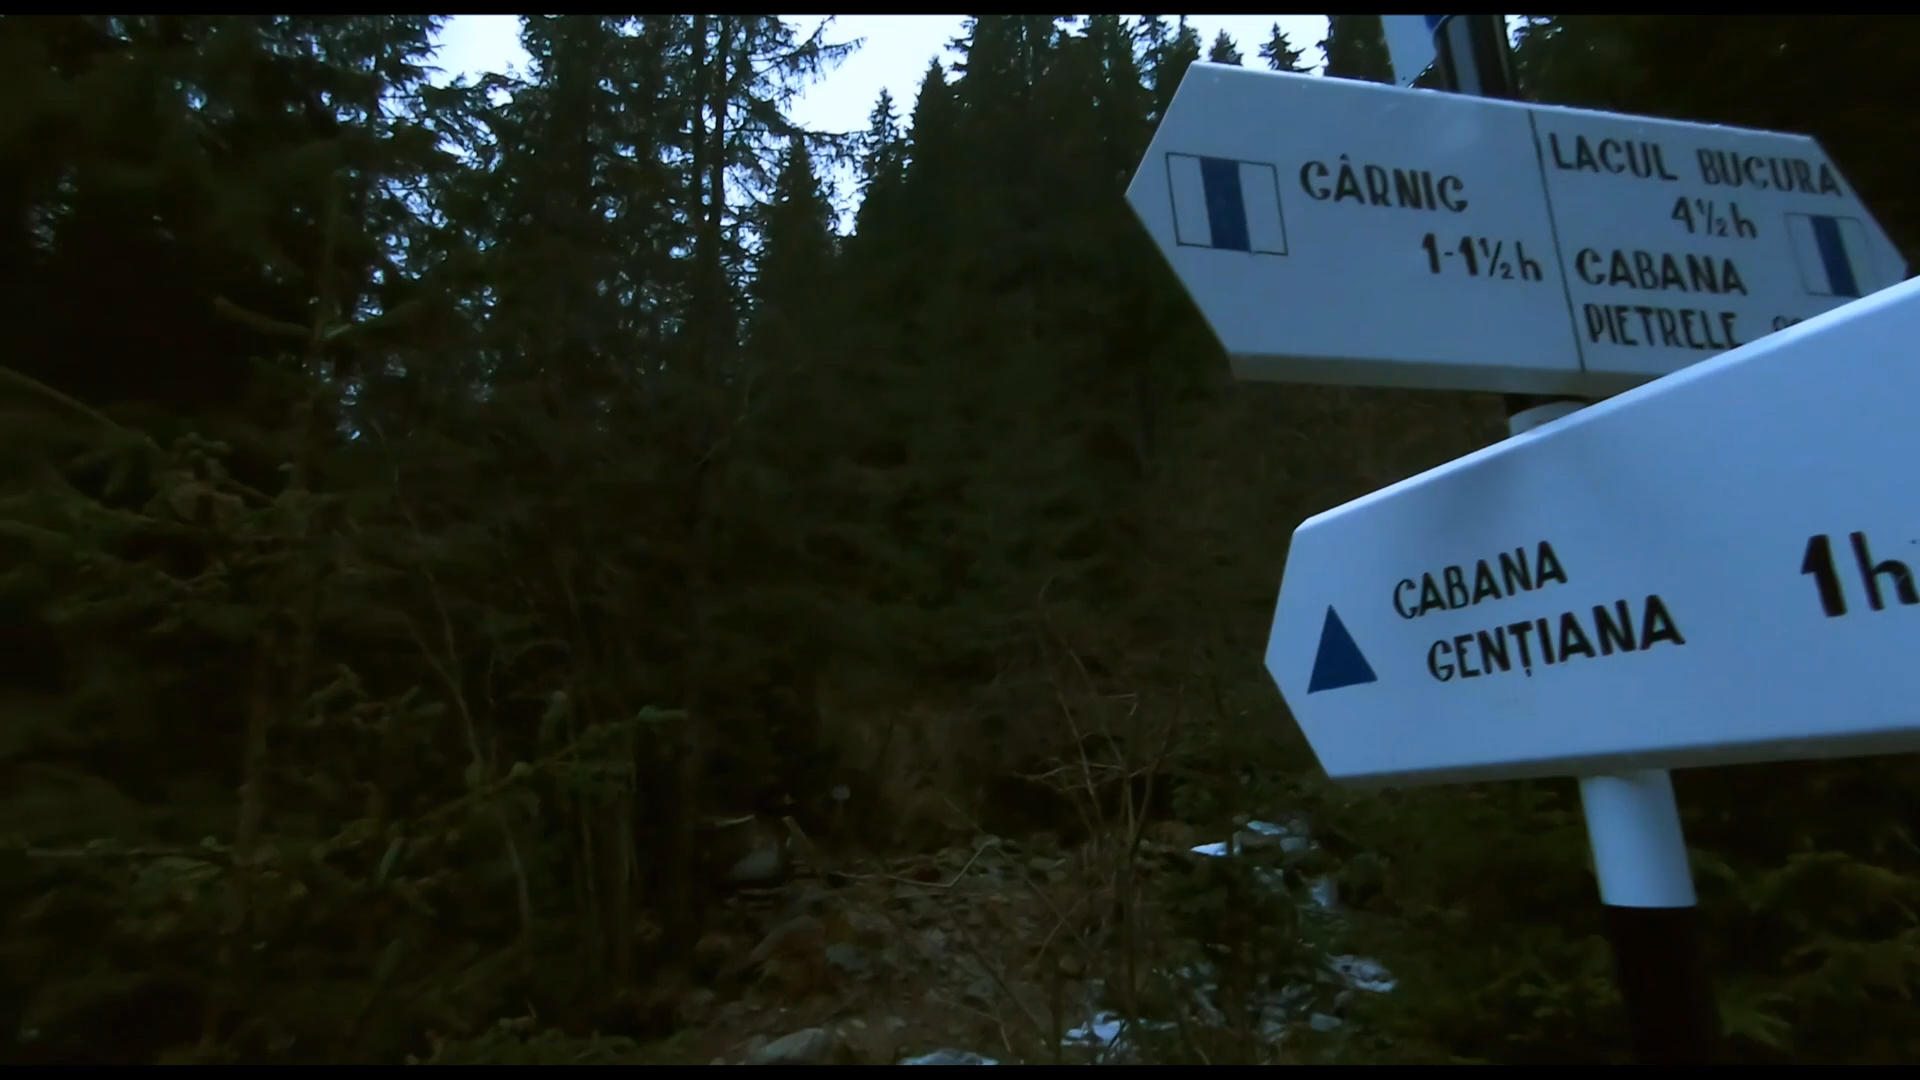 CÂRNIC
1-1½h
LACUL BUCURA
4½h
CABANA
PIETRELE
CABANA
GENȚIANA
1h